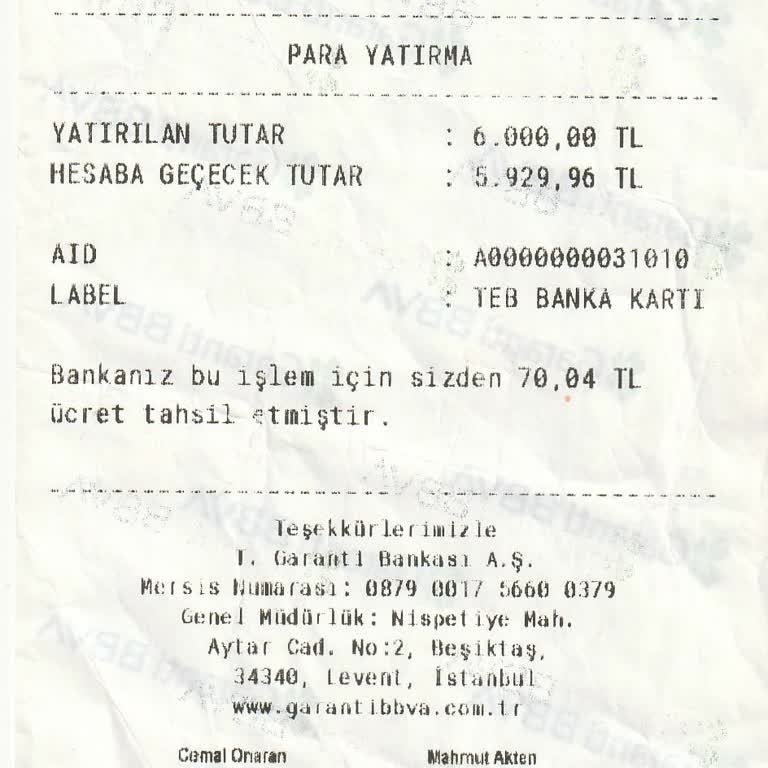 PARA YATIRMA
YATIRILAN TUTAR : 6.000,00 TL
HESABA GEÇECEK TUTAR : 5.929,96 TL
AID : A0000000031010
LABEL : TEB BANKA KARTI
Bankanız bu işlem için sizden 70,04 TL
ücret tahsil etmiştir.
Teşekkürlerimizle
T. Garanti Bankası A.Ş.
Mersis Numarası: 0879 0017 5660 0379
Genel Müdürlük: Nispetiye Mah.
Aytar Cad. No:2, Beşiktaş,
34340, Levent, İstanbul
www.garantibbva.com.tr
Cemal Onaran Mahmut Akten